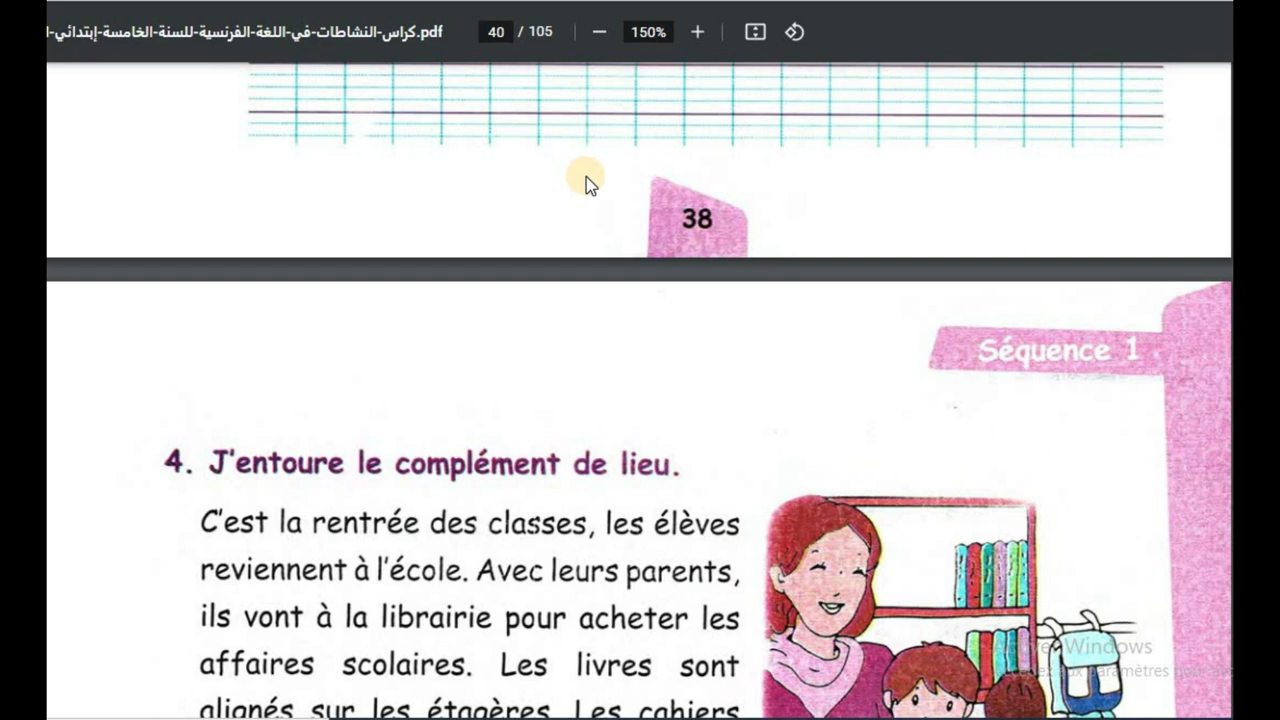 كراس-النشاطات-في-اللغة-الفرنسية-للسنة-الخامسة-إبتدائي-ا.pdf 40 / 105 150%
38
Séquence 1
4. J'entoure le complément de lieu.
C'est la rentrée des classes, les élèves
reviennent à l'école. Avec leurs parents,
ils vont à la librairie pour acheter les
affaires scolaires. Les livres sont
alignés sur les étagères. Les cahiers
Windows
paramètres